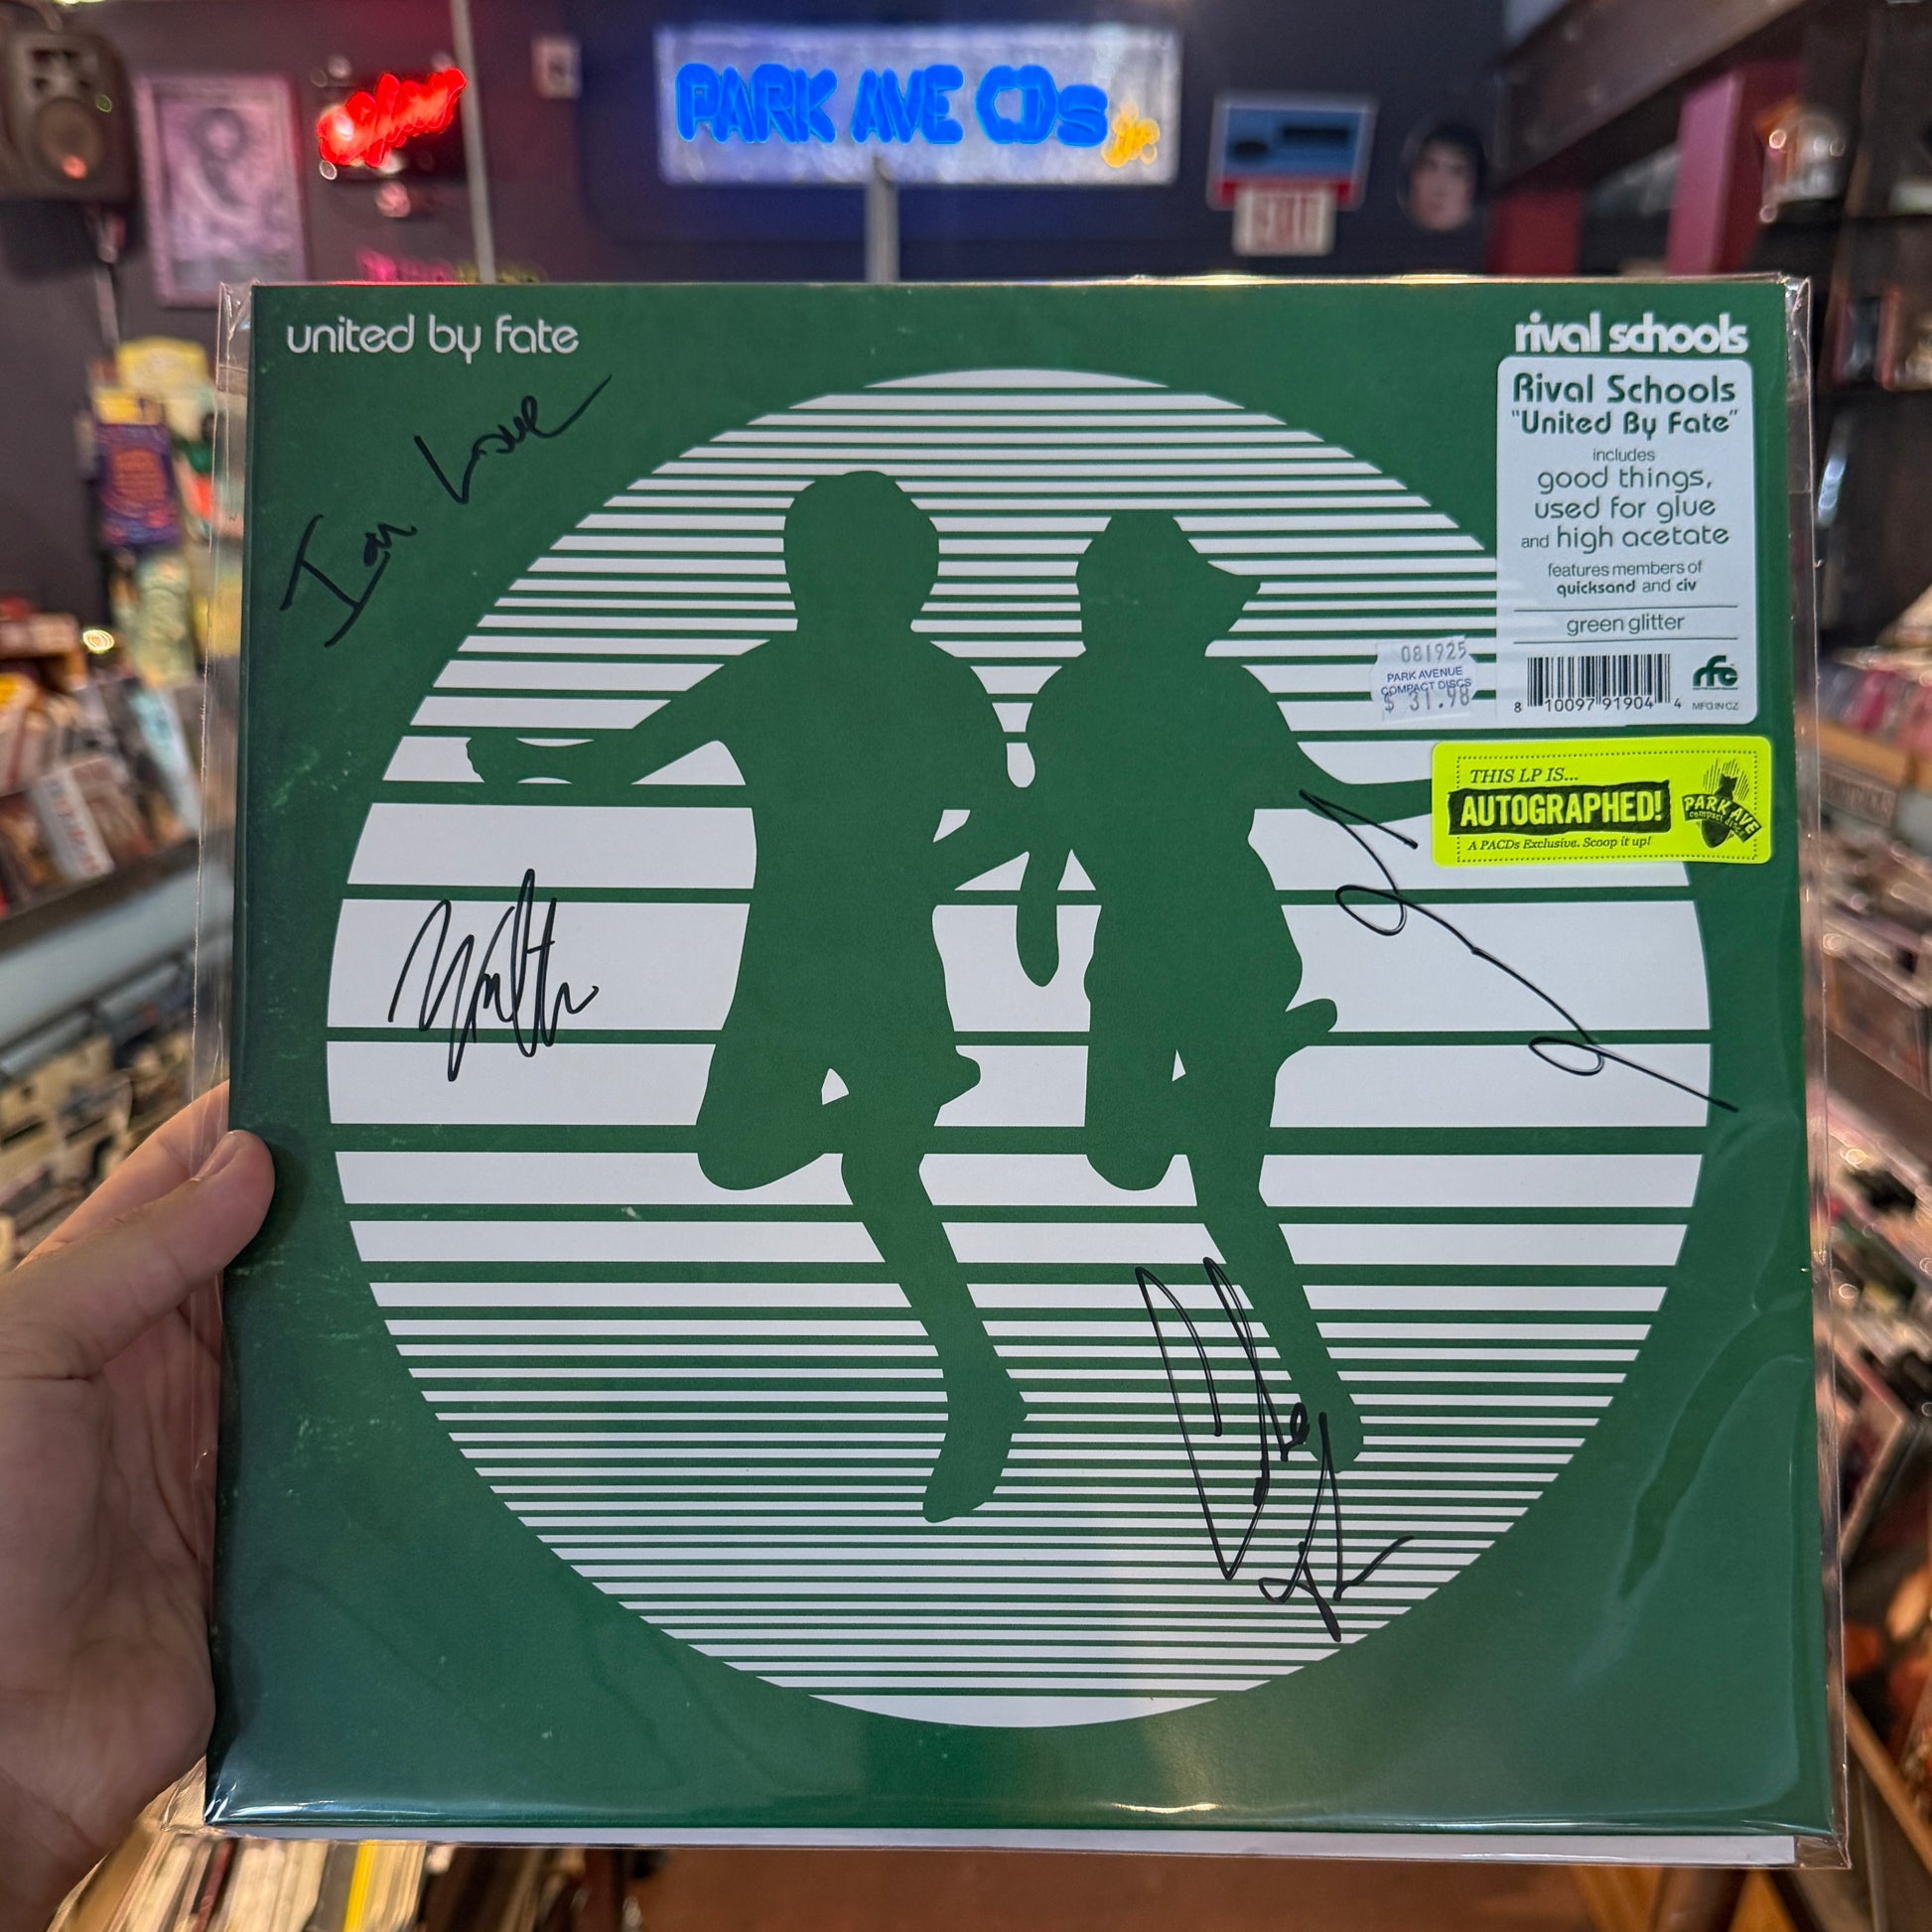 PARK AVE CDs jr.
EXIT
united by fate
rival schools
Ian Love
Rival Schools
"United By Fate"
includes
good things,
used for glue
and high acetate
features members of
quicksand and civ
green glitter
8 10097 91904 4
rfc
MFG IN CZ
081925
PARK AVENUE
COMPACT DISCS
$ 31.98
THIS LP IS...
AUTOGRAPHED!
A PACDs Exclusive. Scoop it up!
PARK AVE
compact discs
Walter